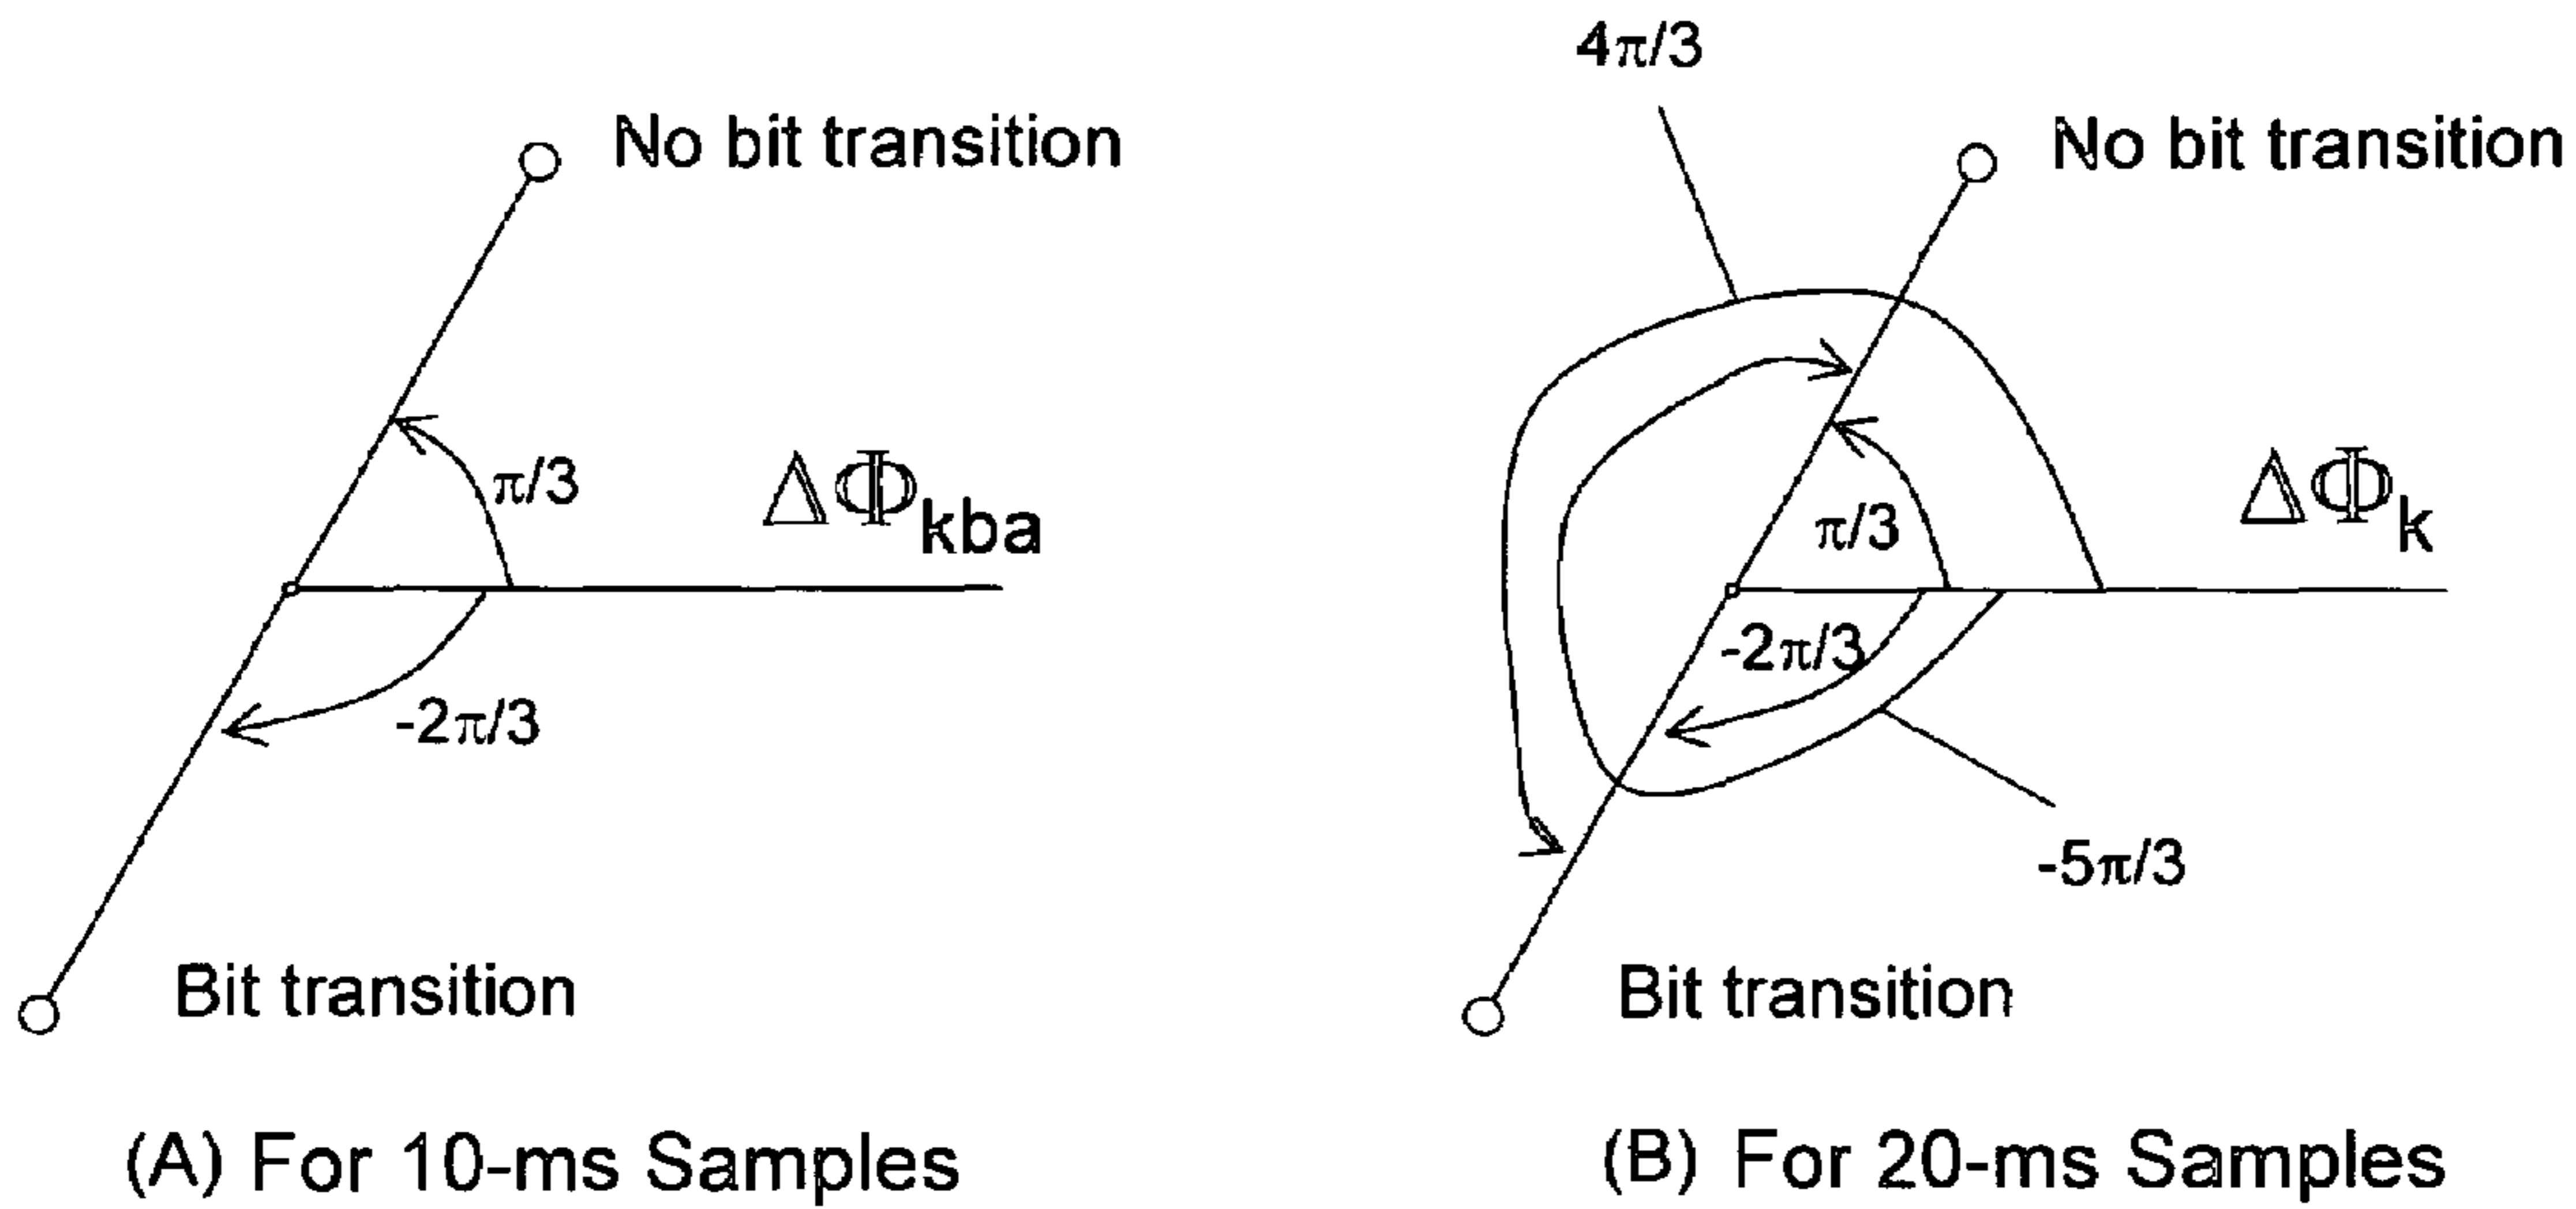 No bit transition
π/3
ΔΦkba
-2π/3
Bit transition
(A) For 10-ms Samples
4π/3
No bit transition
π/3
ΔΦk
-2π/3
-5π/3
Bit transition
(B) For 20-ms Samples